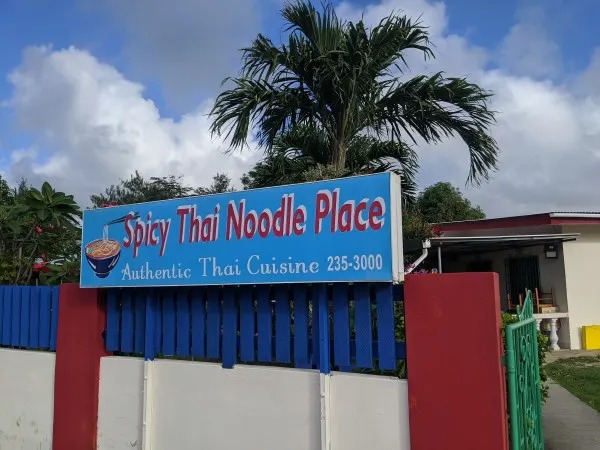 Spicy Thai Noodle Place
Authentic Thai Cuisine 235-3000